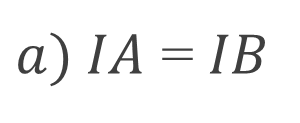 a) IA = IB